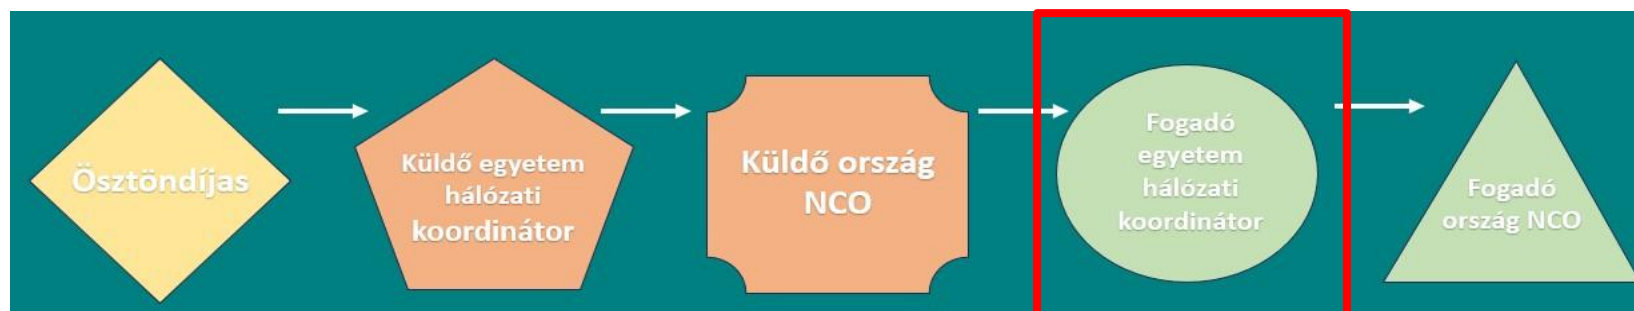 Ösztöndíjas
Küldő egyetem
hálózati
koordinátor
Küldő ország
NCO
Fogadó
egyetem
hálózati
koordinátor
Fogadó
ország NCO